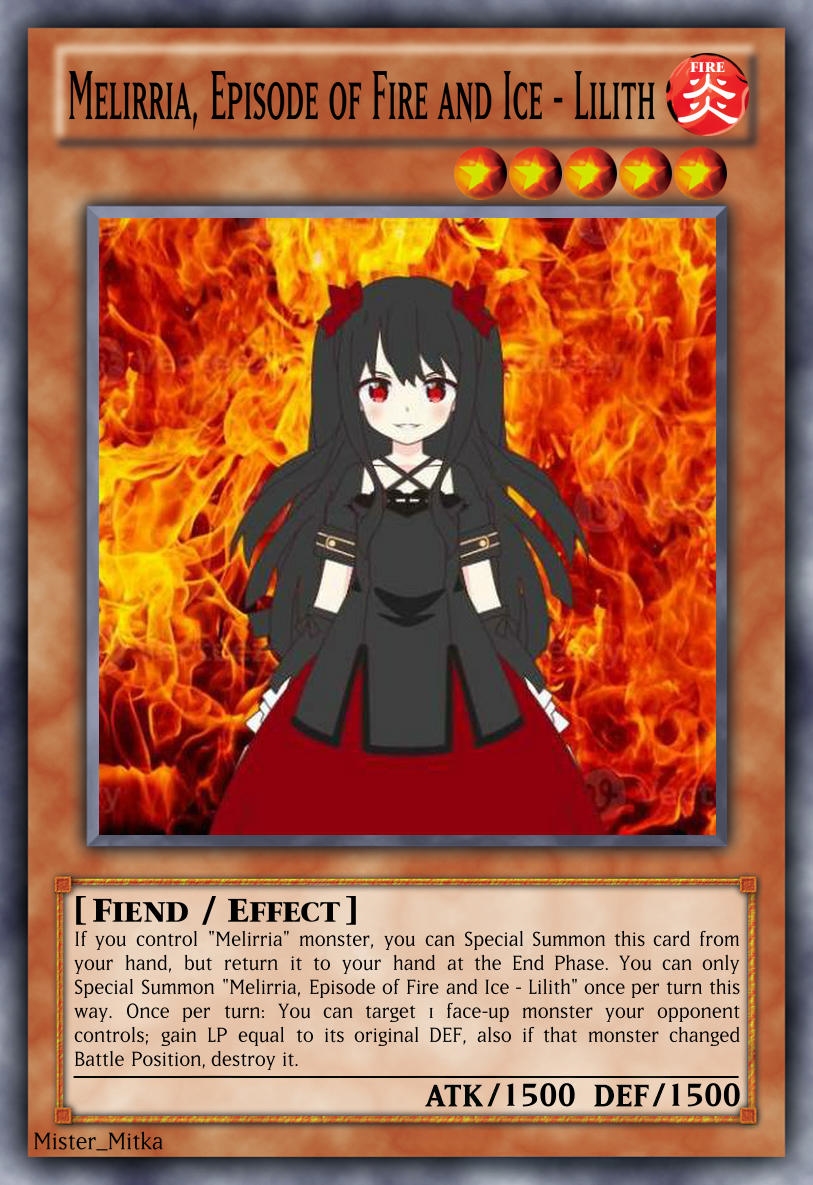 Melirria, Episode of Fire and Ice - Lilith
FIRE
炎
[ Fiend / Effect ]
If you control "Melirria" monster, you can Special Summon this card from
your hand, but return it to your hand at the End Phase. You can only
Special Summon "Melirria, Episode of Fire and Ice - Lilith" once per turn this
way. Once per turn: You can target 1 face-up monster your opponent
controls; gain LP equal to its original DEF, also if that monster changed
Battle Position, destroy it.
ATK/1500 DEF/1500
Mister_Mitka